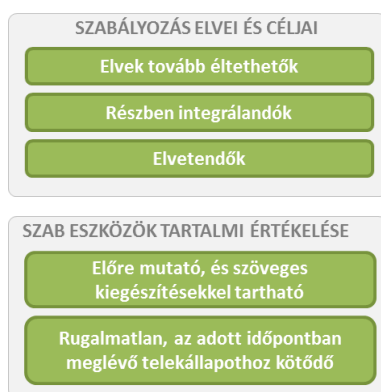 SZABÁLYOZÁS ELVEI ÉS CÉLJAI
Elvek tovább éltethetők
Részben integrálandók
Elvetendők
SZAB ESZKÖZÖK TARTALMI ÉRTÉKELÉSE
Előre mutató, és szöveges
kiegészítésekkel tartható
Rugalmatlan, az adott időpontban
meglévő telekállapothoz kötődő